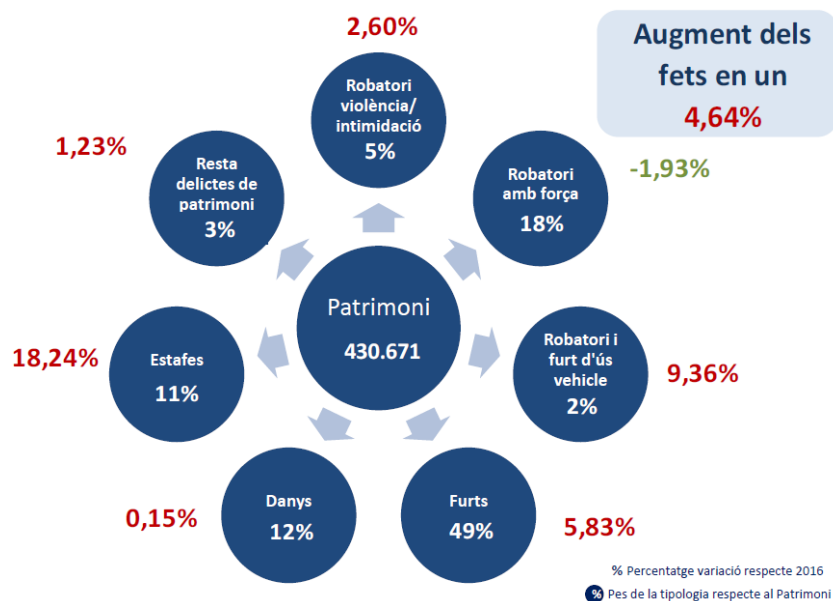 Augment dels
fets en un
4,64%
2,60%
Robatori
violència/
intimidació
5%
1,23%
Resta
delictes de
patrimoni
3%
-1,93%
Robatori
amb força
18%
Patrimoni
430.671
18,24%
Estafes
11%
Robatori i
furt d'ús
vehicle
2%
9,36%
0,15%
Danys
12%
Furts
49%
5,83%
% Percentatge variació respecte 2016
% Pes de la tipologia respecte al Patrimoni